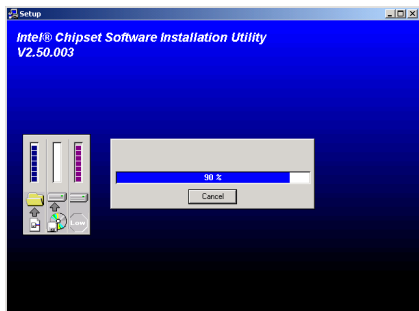 Setup
Intel® Chipset Software Installation Utility
V2.50.003
90 %
Cancel
Low